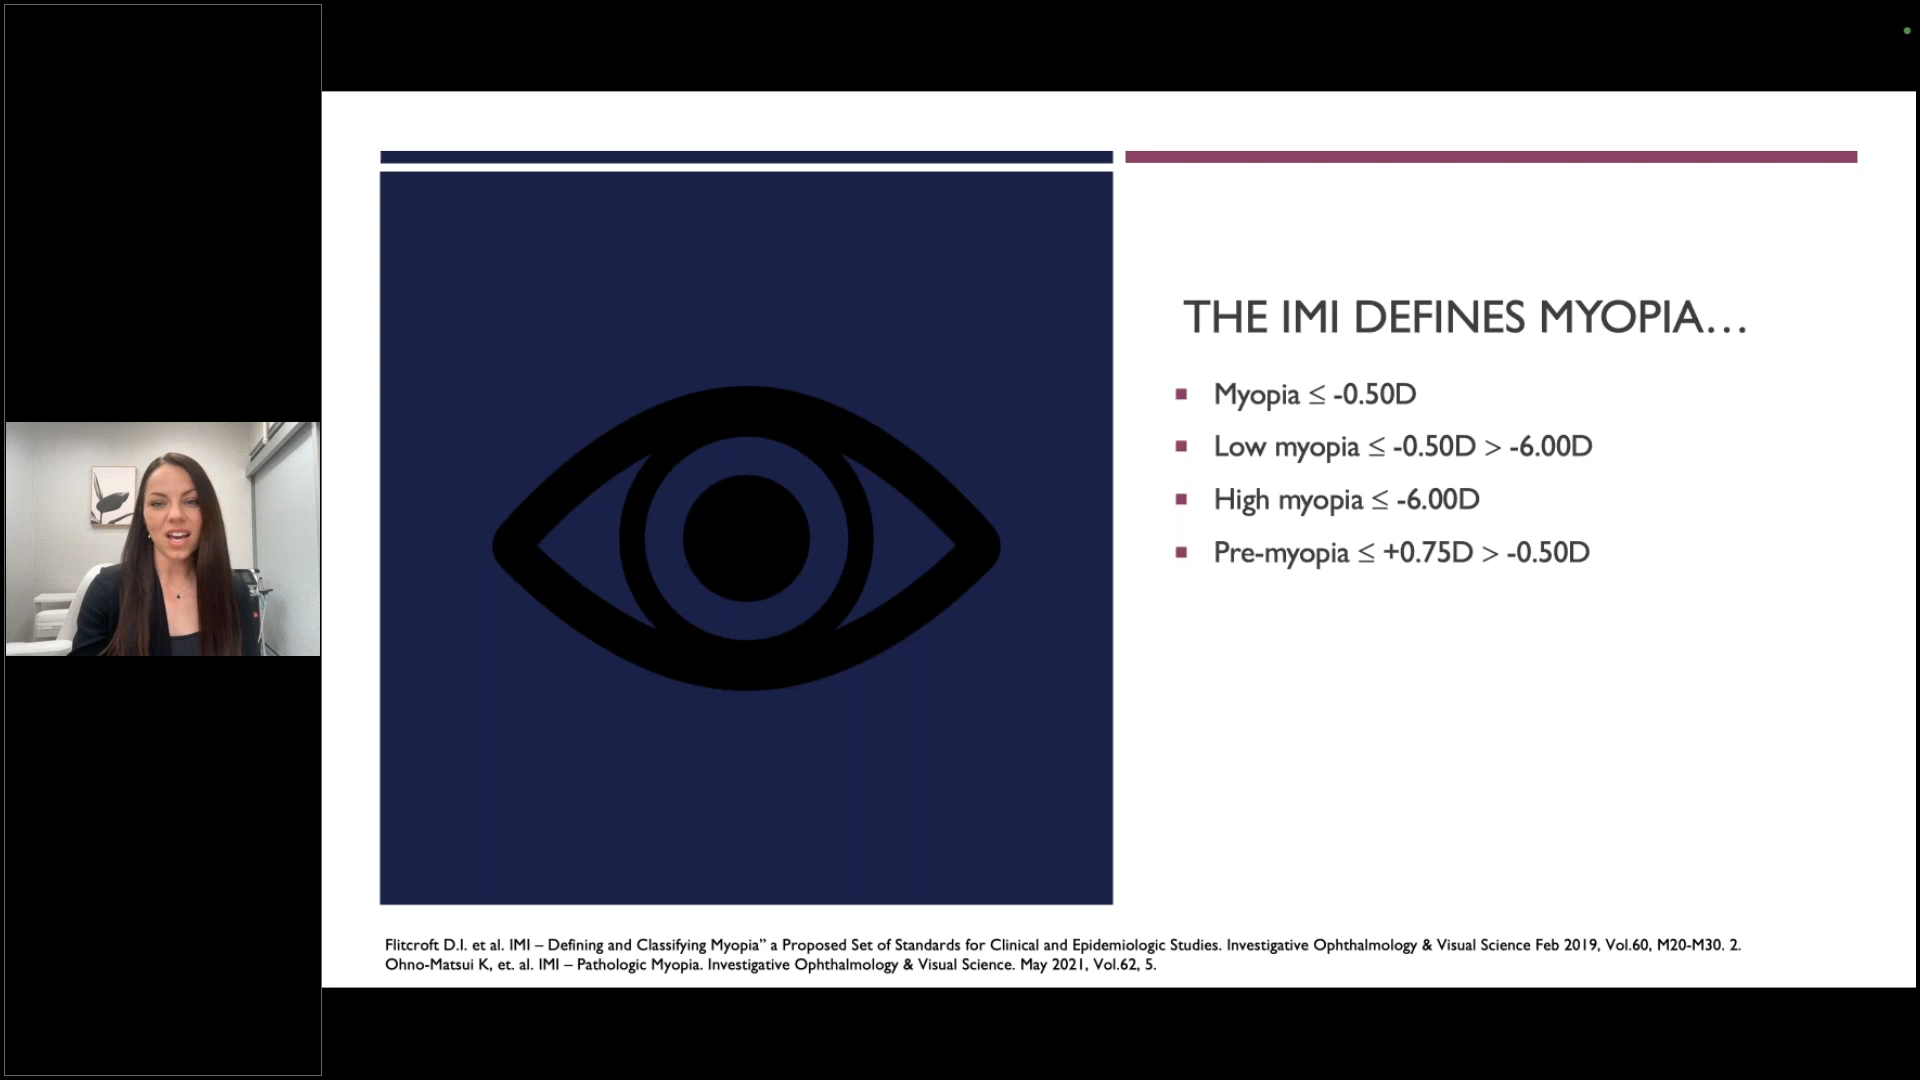 THE IMI DEFINES MYOPIA…
Myopia ≤ -0.50D
Low myopia ≤ -0.50D > -6.00D
High myopia ≤ -6.00D
Pre-myopia ≤ +0.75D > -0.50D
Flitcroft D.I. et al. IMI – Defining and Classifying Myopia” a Proposed Set of Standards for Clinical and Epidemiologic Studies. Investigative Ophthalmology & Visual Science Feb 2019, Vol.60, M20-M30. 2.
Ohno-Matsui K, et. al. IMI – Pathologic Myopia. Investigative Ophthalmology & Visual Science. May 2021, Vol.62, 5.